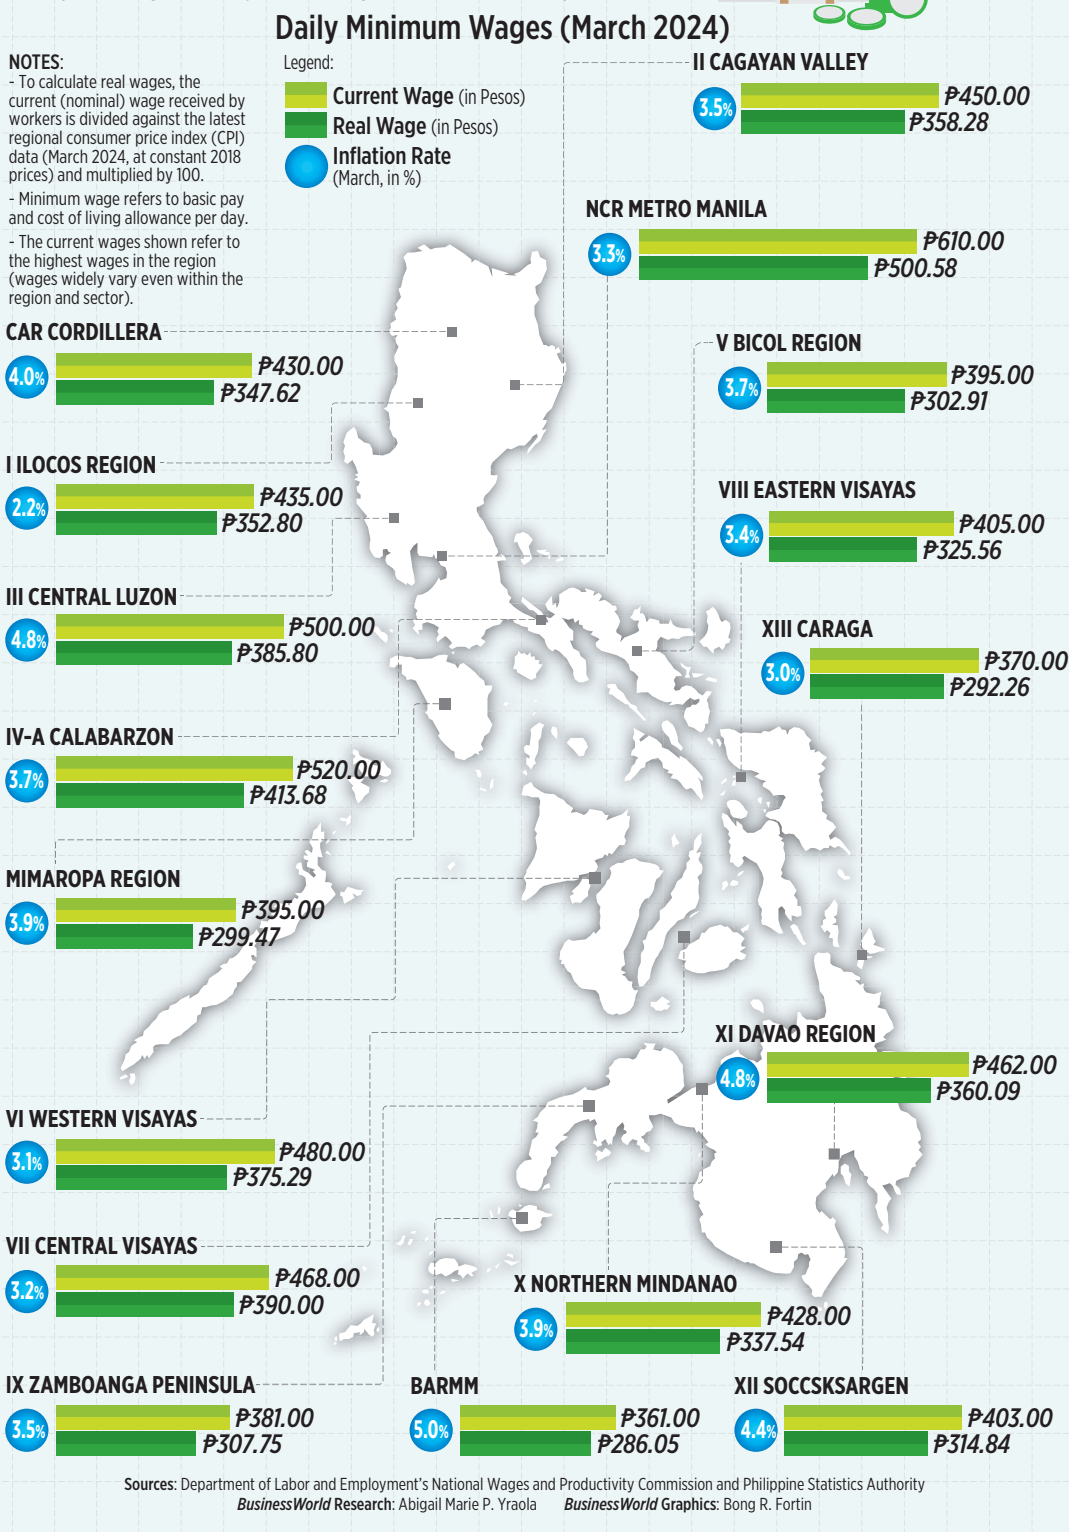 Daily Minimum Wages (March 2024)
NOTES:
- To calculate real wages, the
current (nominal) wage received by
workers is divided against the latest
regional consumer price index (CPI)
data (March 2024, at constant 2018
prices) and multiplied by 100.
- Minimum wage refers to basic pay
and cost of living allowance per day.
- The current wages shown refer to
the highest wages in the region
(wages widely vary even within the
region and sector).
Legend:
Current Wage (in Pesos)
Real Wage (in Pesos)
Inflation Rate
(March, in %)
II CAGAYAN VALLEY
3.5%
₱450.00
₱358.28
NCR METRO MANILA
3.3%
₱610.00
₱500.58
CAR CORDILLERA
4.0%
₱430.00
₱347.62
V BICOL REGION
3.7%
₱395.00
₱302.91
I ILOCOS REGION
2.2%
₱435.00
₱352.80
VIII EASTERN VISAYAS
3.4%
₱405.00
₱325.56
III CENTRAL LUZON
4.8%
₱500.00
₱385.80
XIII CARAGA
3.0%
₱370.00
₱292.26
IV-A CALABARZON
3.7%
₱520.00
₱413.68
MIMAROPA REGION
3.9%
₱395.00
₱299.47
XI DAVAO REGION
4.8%
₱462.00
₱360.09
VI WESTERN VISAYAS
3.1%
₱480.00
₱375.29
VII CENTRAL VISAYAS
3.2%
₱468.00
₱390.00
X NORTHERN MINDANAO
3.9%
₱428.00
₱337.54
IX ZAMBOANGA PENINSULA
3.5%
₱381.00
₱307.75
BARMM
5.0%
₱361.00
₱286.05
XII SOCCSKSARGEN
4.4%
₱403.00
₱314.84
Sources: Department of Labor and Employment's National Wages and Productivity Commission and Philippine Statistics Authority
BusinessWorld Research: Abigail Marie P. Yraola BusinessWorld Graphics: Bong R. Fortin